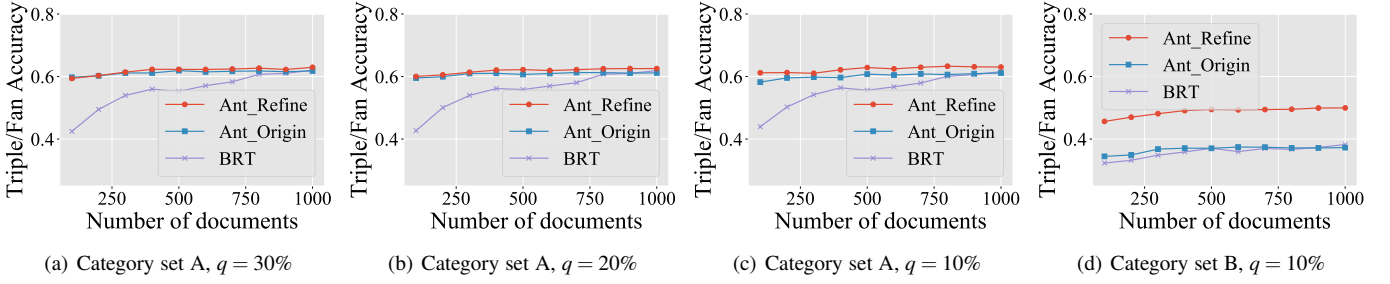 Triple/Fan Accuracy
0.8
0.6
0.4
Ant_Refine
Ant_Origin
BRT
250 500 750 1000
Number of documents
(a) Category set A, q = 30%
Triple/Fan Accuracy
0.8
0.6
0.4
Ant_Refine
Ant_Origin
BRT
250 500 750 1000
Number of documents
(b) Category set A, q = 20%
Triple/Fan Accuracy
0.8
0.6
0.4
Ant_Refine
Ant_Origin
BRT
250 500 750 1000
Number of documents
(c) Category set A, q = 10%
Triple/Fan Accuracy
0.8
0.6
0.4
Ant_Refine
Ant_Origin
BRT
250 500 750 1000
Number of documents
(d) Category set B, q = 10%